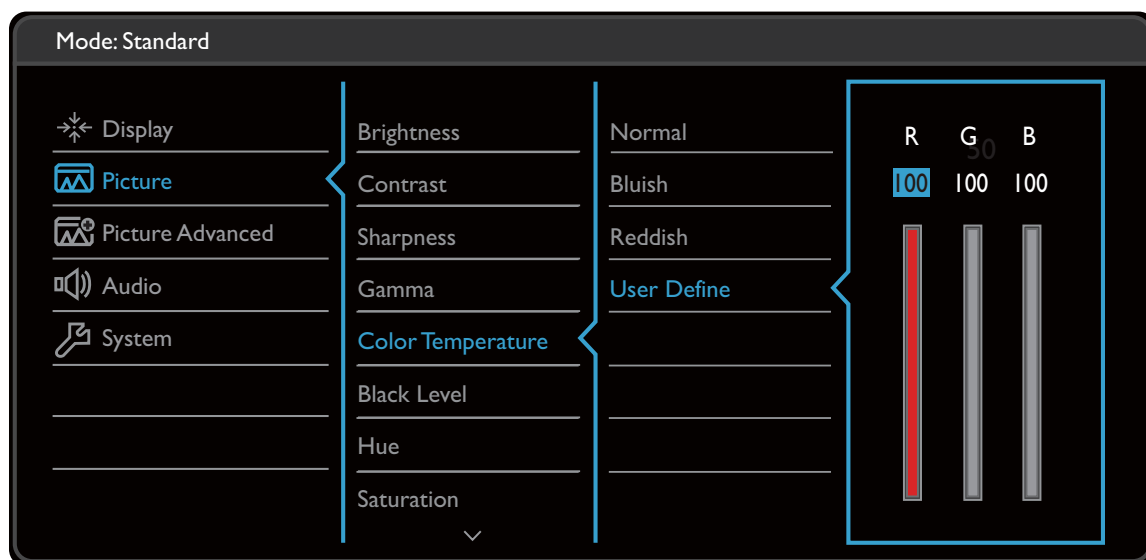 Mode: Standard
Display
Picture
Picture Advanced
Audio
System
Brightness
Contrast
Sharpness
Gamma
Color Temperature
Black Level
Hue
Saturation
Normal
Bluish
Reddish
User Define
R G B
50
100 100 100